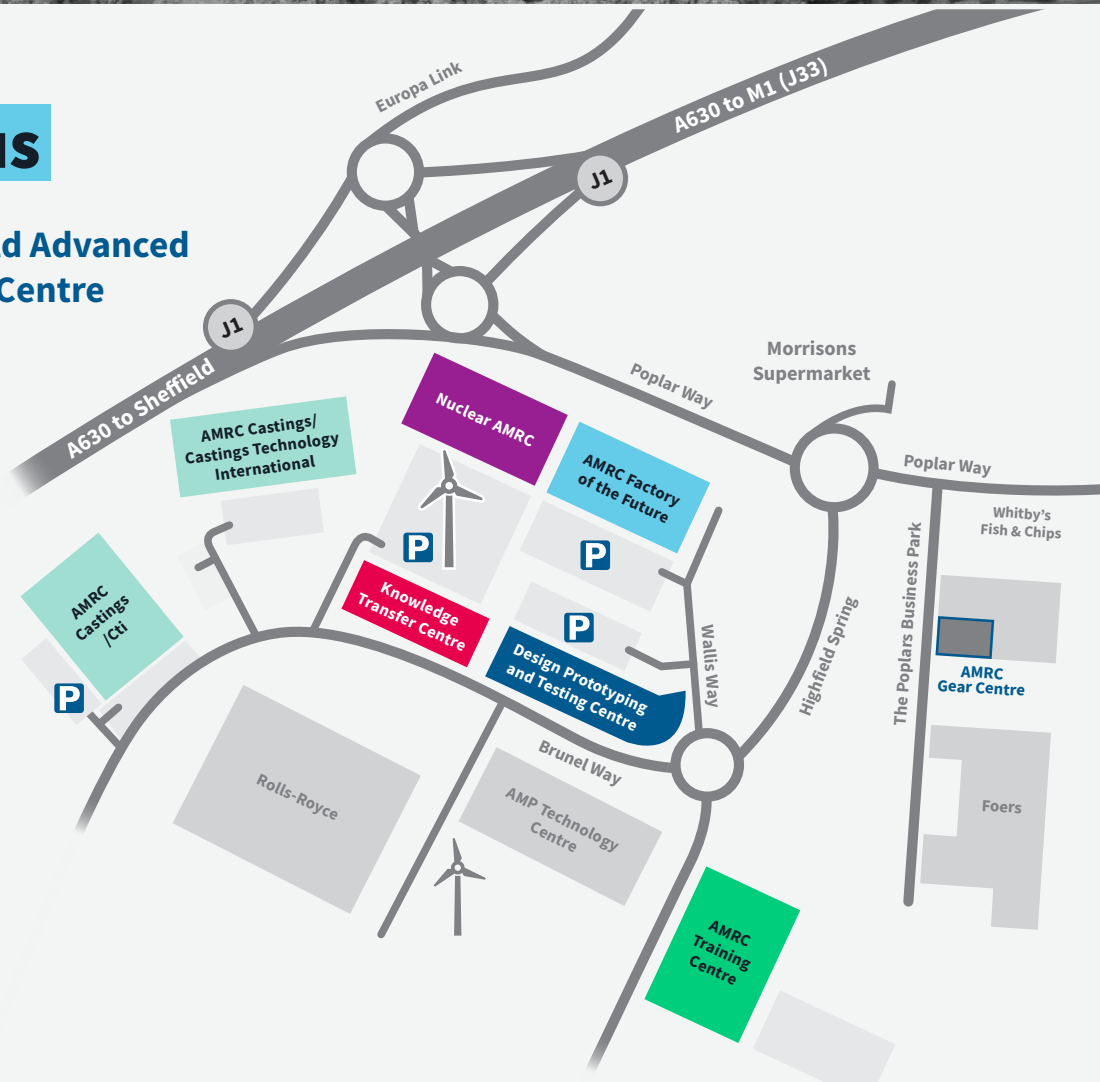 Europa Link
A630 to M1 (J33)
J1
d Advanced
Centre
J1
A630 to Sheffield
Morrisons
Supermarket
Poplar Way
Nuclear AMRC
AMRC Castings/
Castings Technology
International
AMRC Factory
of the Future
Poplar Way
Whitby's
Fish & Chips
P
P
AMRC
Castings
/Cti
Knowledge
Transfer Centre
P
The Poplars Business Park
Highfield Spring
Wallis Way
Design Prototyping
and Testing Centre
AMRC
Gear Centre
P
Brunel Way
Rolls-Royce
AMP Technology
Centre
Foers
AMRC
Training
Centre